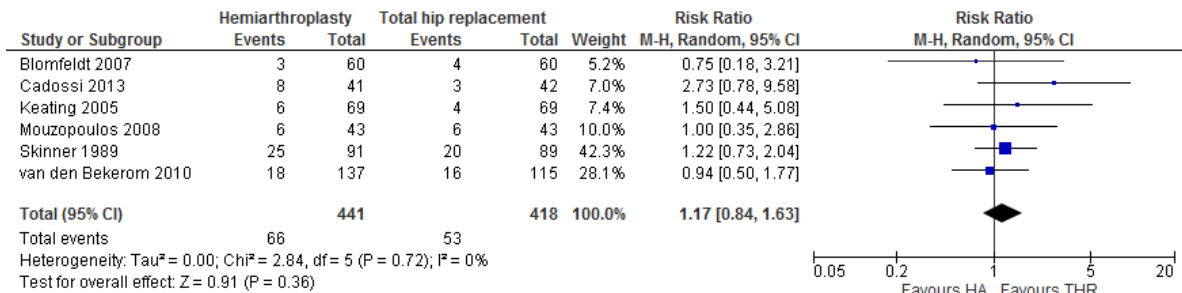 Hemiarthroplasty Total hip replacement Risk Ratio Risk Ratio
Study or Subgroup Events Total Events Total Weight M-H, Random, 95% CI M-H, Random, 95% CI
Blomfeldt 2007 3 60 4 60 5.2% 0.75 [0.18, 3.21]
Cadossi 2013 8 41 3 42 7.0% 2.73 [0.78, 9.58]
Keating 2005 6 69 4 69 7.4% 1.50 [0.44, 5.08]
Mouzopoulos 2008 6 43 6 43 10.0% 1.00 [0.35, 2.86]
Skinner 1989 25 91 20 89 42.3% 1.22 [0.73, 2.04]
van den Bekerom 2010 18 137 16 115 28.1% 0.94 [0.50, 1.77]
Total (95% CI) 441 418 100.0% 1.17 [0.84, 1.63]
Total events 66 53
Heterogeneity: Tau² = 0.00; Chi² = 2.84, df = 5 (P = 0.72); I² = 0%
Test for overall effect: Z = 0.91 (P = 0.36)
0.05 0.2 1 5 20
Favours HA Favours THR